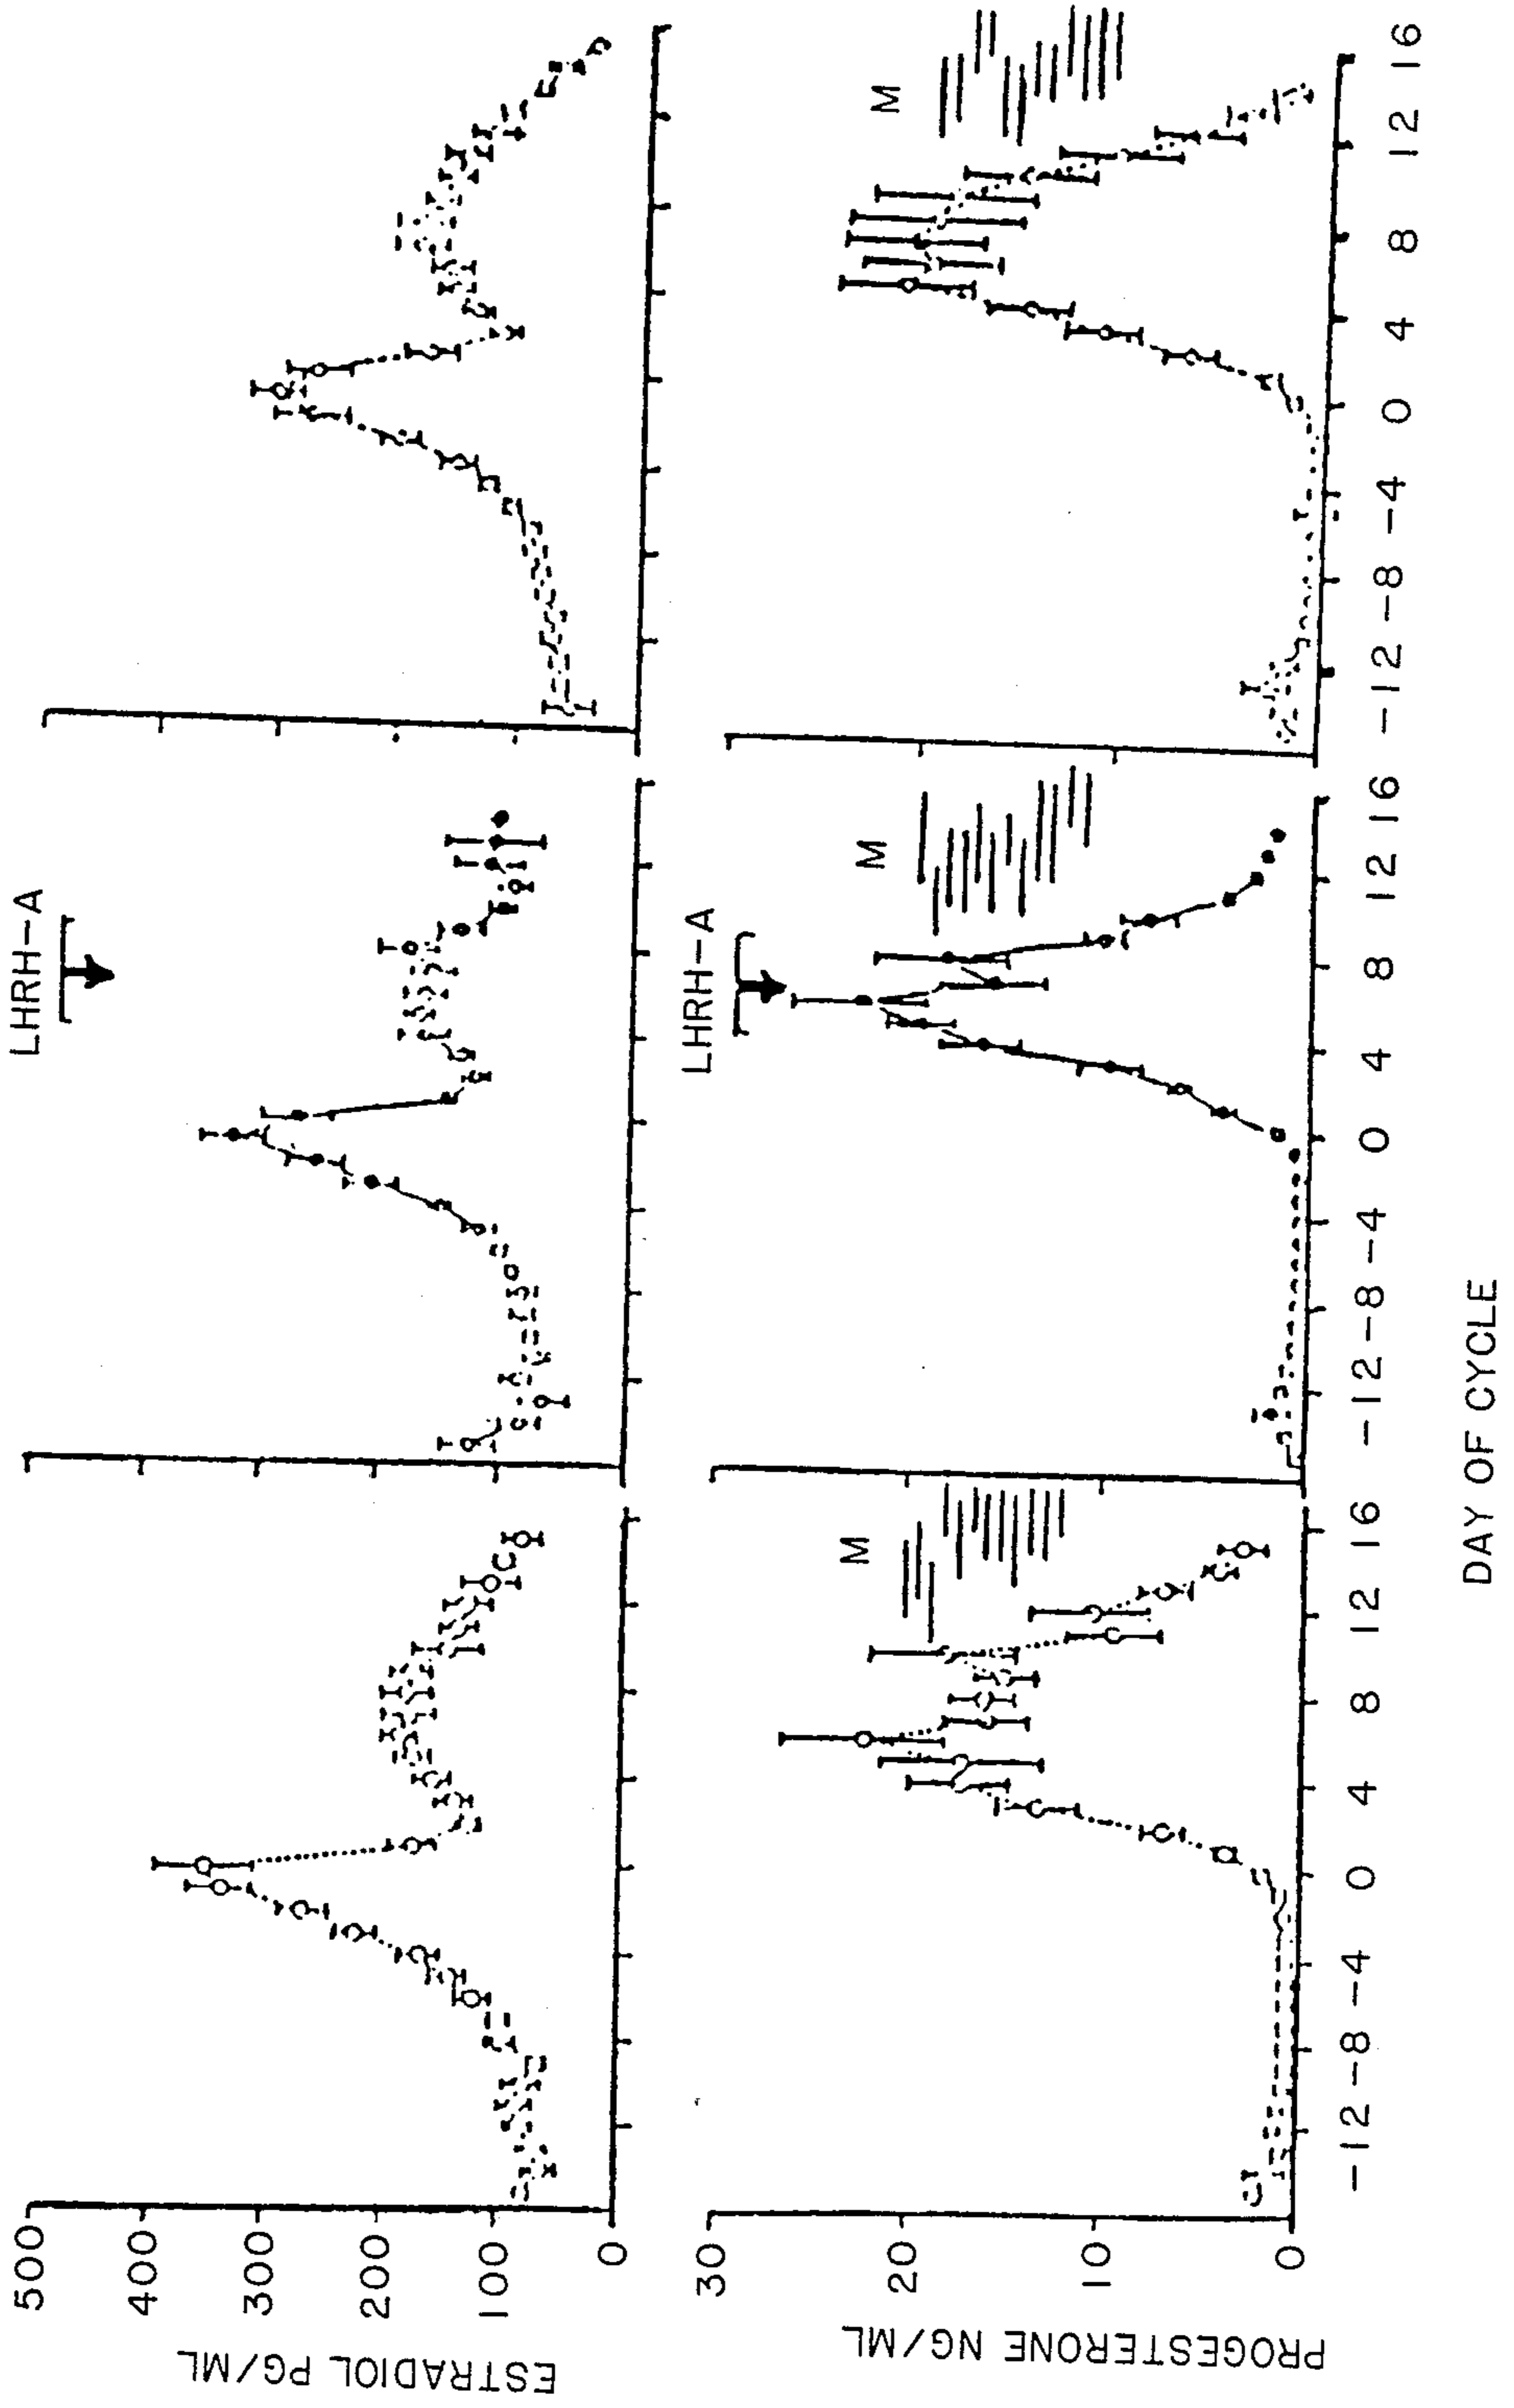 LHRH-A
ESTRADIOL PG/ML
500
400
300
200
100
0
LHRH-A
M
M
M
PROGESTERONE NG/ML
30
20
10
0
-12 -8 -4 0 4 8 12 16
-12 -8 -4 0 4 8 12 16
-12 -8 -4 0 4 8 12 16
DAY OF CYCLE